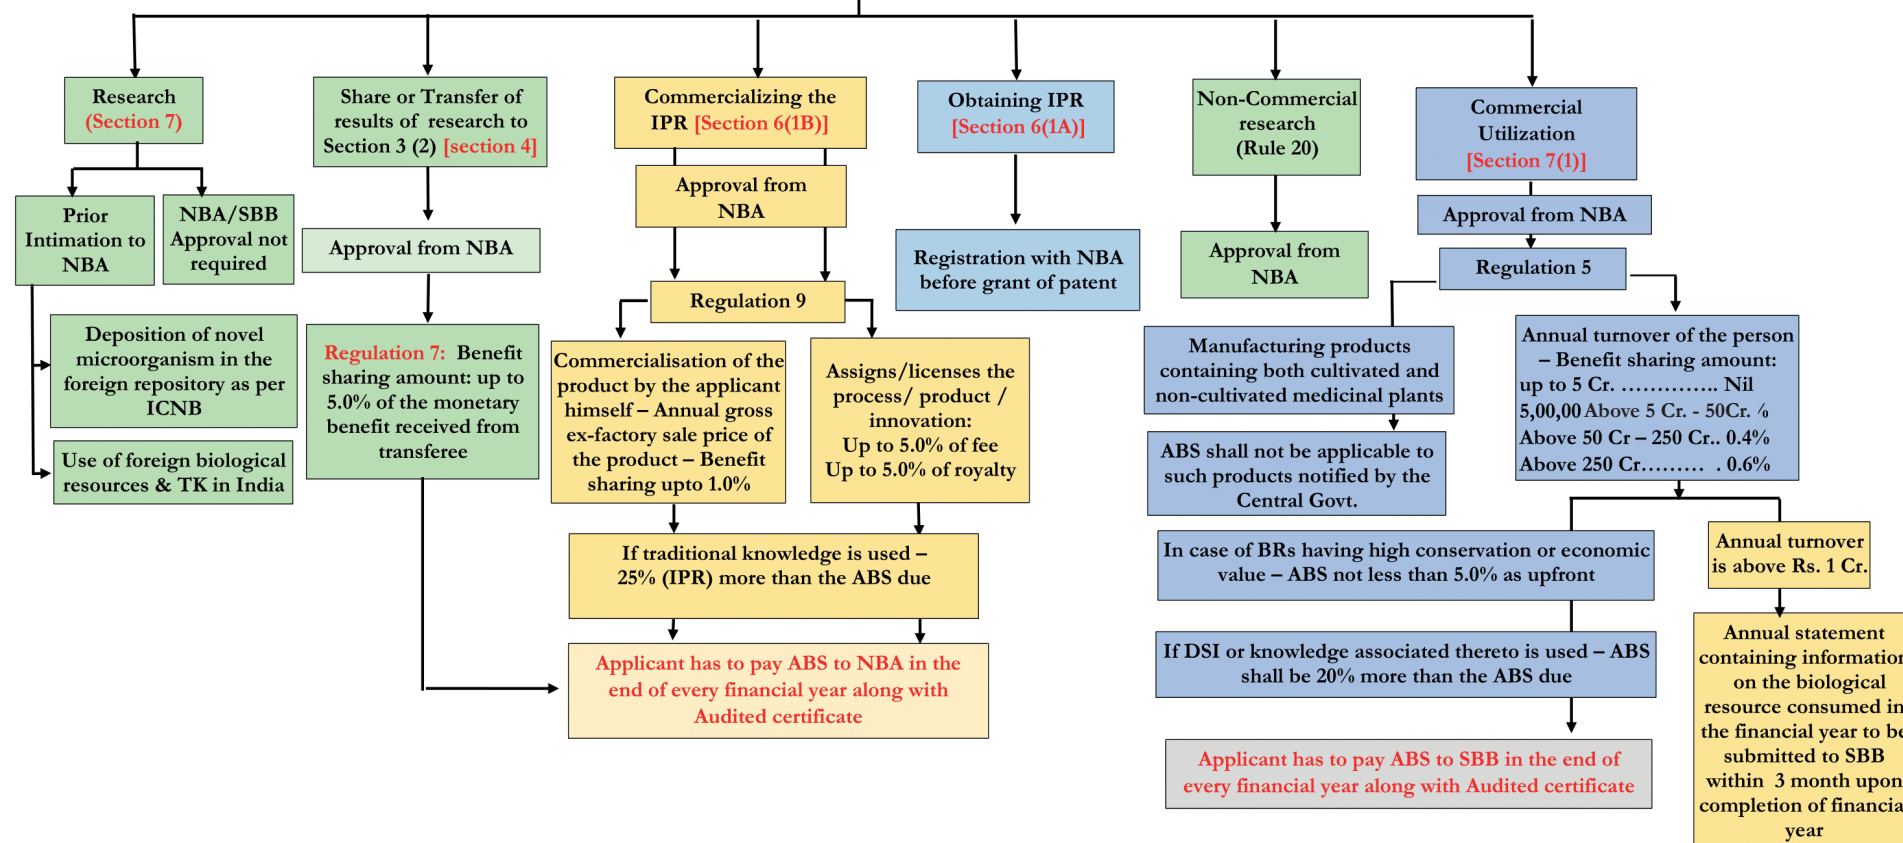 Research
(Section 7)
Prior
Intimation to
NBA
NBA/SBB
Approval not
required
Deposition of novel
microorganism in the
foreign repository as per
ICNB
Use of foreign biological
resources & TK in India
Share or Transfer of
results of research to
Section 3 (2) [section 4]
Approval from NBA
Regulation 7: Benefit
sharing amount: up to
5.0% of the monetary
benefit received from
transferee
Commercializing the
IPR [Section 6(1B)]
Approval from
NBA
Regulation 9
Commercialisation of the
product by the applicant
himself – Annual gross
ex-factory sale price of
the product – Benefit
sharing upto 1.0%
Assigns/licenses the
process/ product /
innovation:
Up to 5.0% of fee
Up to 5.0% of royalty
If traditional knowledge is used –
25% (IPR) more than the ABS due
Applicant has to pay ABS to NBA in the
end of every financial year along with
Audited certificate
Obtaining IPR
[Section 6(1A)]
Registration with NBA
before grant of patent
Non-Commercial
research
(Rule 20)
Approval from
NBA
Commercial
Utilization
[Section 7(1)]
Approval from NBA
Regulation 5
Manufacturing products
containing both cultivated and
non-cultivated medicinal plants
ABS shall not be applicable to
such products notified by the
Central Govt.
Annual turnover of the person
– Benefit sharing amount:
up to 5 Cr. ………….. Nil
5,00,00 Above 5 Cr. - 50Cr. %
Above 50 Cr – 250 Cr.. 0.4%
Above 250 Cr……… . 0.6%
In case of BRs having high conservation or economic
value – ABS not less than 5.0% as upfront
If DSI or knowledge associated thereto is used – ABS
shall be 20% more than the ABS due
Applicant has to pay ABS to SBB in the end of
every financial year along with Audited certificate
Annual turnover
is above Rs. 1 Cr.
Annual statement
containing information
on the biological
resource consumed in
the financial year to be
submitted to SBB
within 3 month upon
completion of financia
year